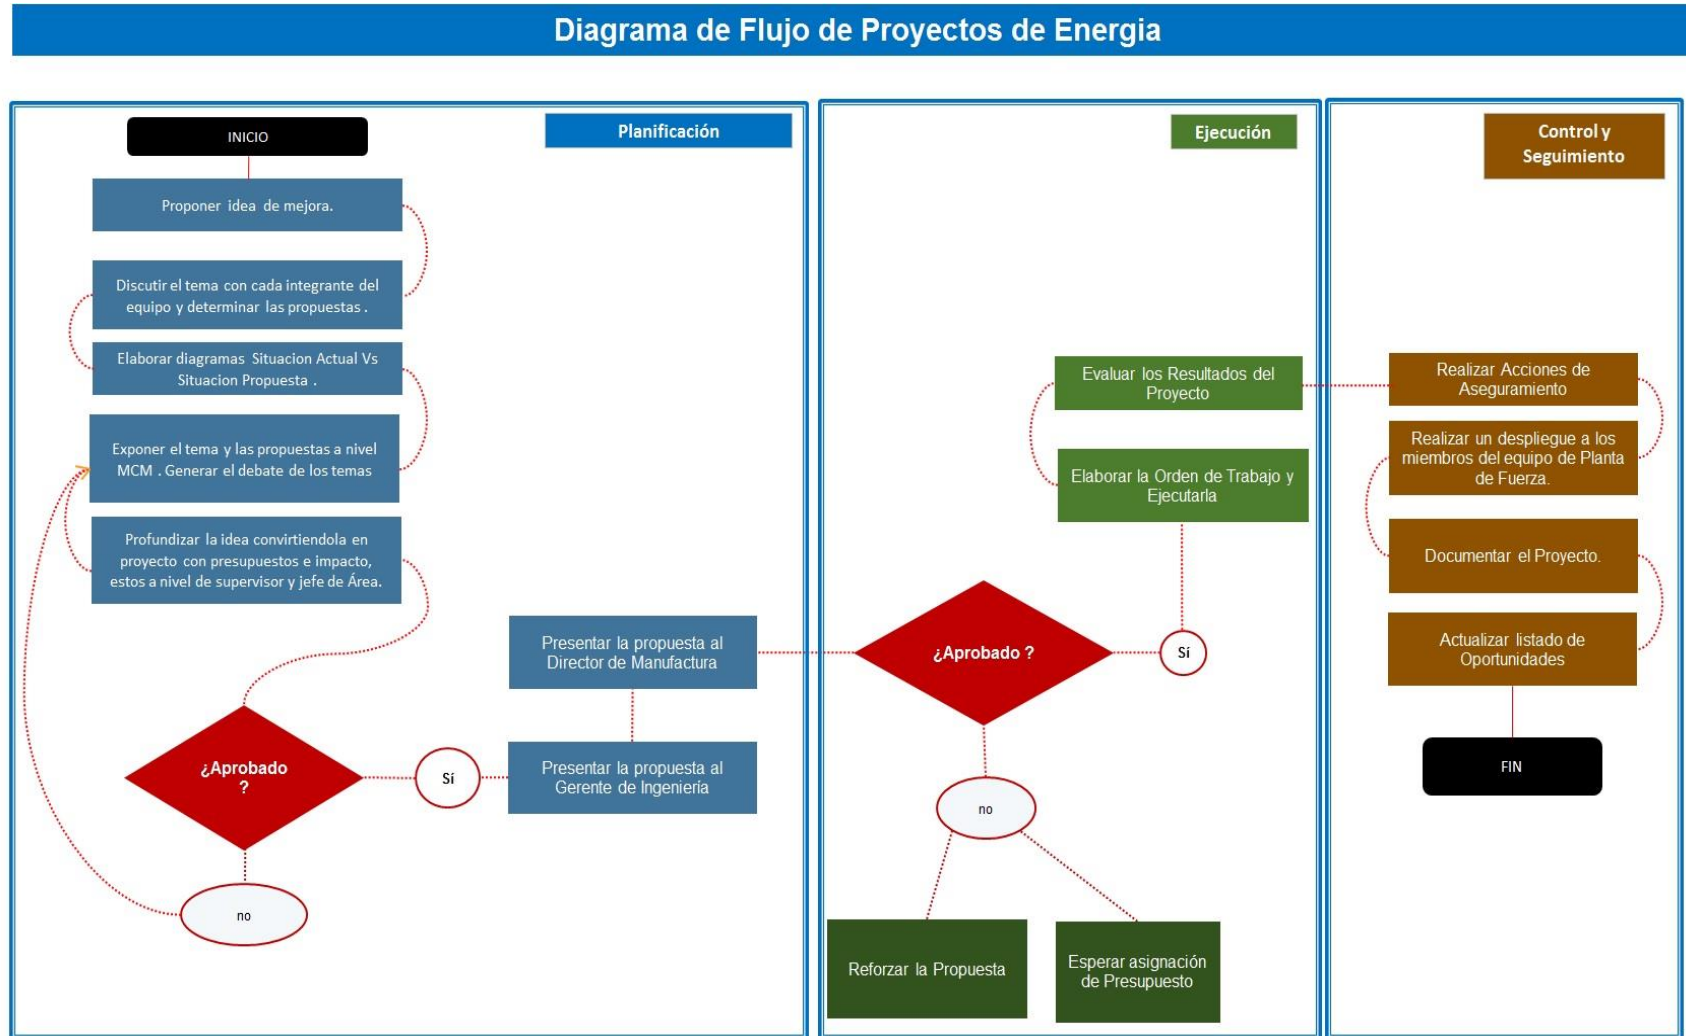 Diagrama de Flujo de Proyectos de Energia
Planificación
INICIO
Proponer idea de mejora.
Discutir el tema con cada integrante del
equipo y determinar las propuestas .
Elaborar diagramas Situacion Actual Vs
Situacion Propuesta .
Exponer el tema y las propuestas a nivel
MCM . Generar el debate de los temas
Profundizar la idea convirtiendola en
proyecto con presupuestos e impacto,
estos a nivel de supervisor y jefe de Área.
¿Aprobado
?
no
Sí
Presentar la propuesta al
Gerente de Ingeniería
Presentar la propuesta al
Director de Manufactura
Ejecución
¿Aprobado ?
Sí
no
Reforzar la Propuesta
Esperar asignación
de Presupuesto
Elaborar la Orden de Trabajo y
Ejecutarla
Evaluar los Resultados del
Proyecto
Control y
Seguimiento
Realizar Acciones de
Aseguramiento
Realizar un despliegue a los
miembros del equipo de Planta
de Fuerza.
Documentar el Proyecto.
Actualizar listado de
Oportunidades
FIN